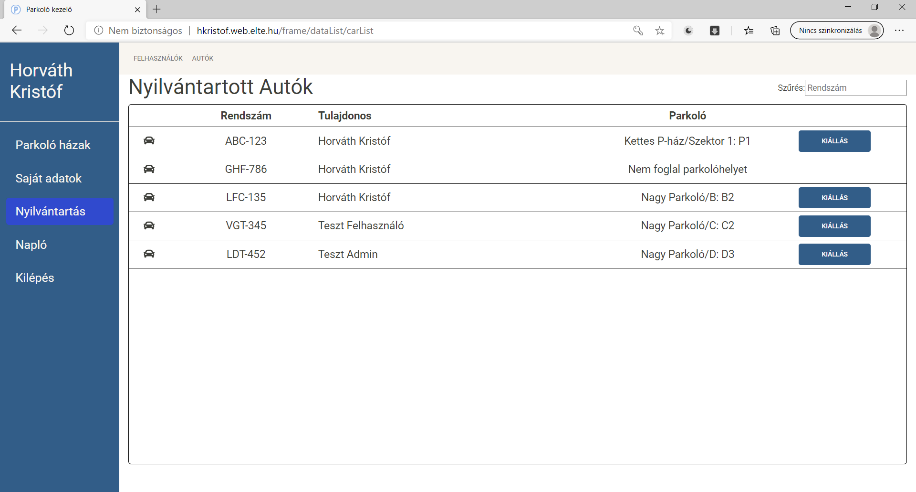 Parkoló kezelő
Nem biztonságos
hkristof.web.elte.hu/frame/dataList/carList
Nincs szinkronizálás
Horváth
Kristóf
Parkoló házak
Saját adatok
Nyilvántartás
Napló
Kilépés
FELHASZNÁLÓK AUTÓK
Nyilvántartott Autók
Szűrés: Rendszám
Rendszám Tulajdonos Parkoló
ABC-123 Horváth Kristóf Kettes P-ház/Szektor 1: P1 KIÁLLÁS
GHF-786 Horváth Kristóf Nem foglal parkolóhelyet
LFC-135 Horváth Kristóf Nagy Parkoló/B: B2 KIÁLLÁS
VGT-345 Teszt Felhasználó Nagy Parkoló/C: C2 KIÁLLÁS
LDT-452 Teszt Admin Nagy Parkoló/D: D3 KIÁLLÁS